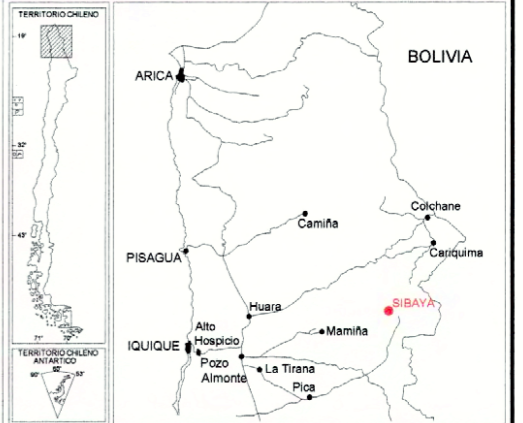 TERRITORIO CHILENO
19°
32°
43°
71°
70°
TERRITORIO CHILENO
ANTARTICO
90°
53°
BOLIVIA
ARICA
Colchane
Camiña
Cariquima
PISAGUA
SIBAYA
Huara
Alto
Hospicio
Mamiña
IQUIQUE
Pozo
Almonte
La Tirana
Pica